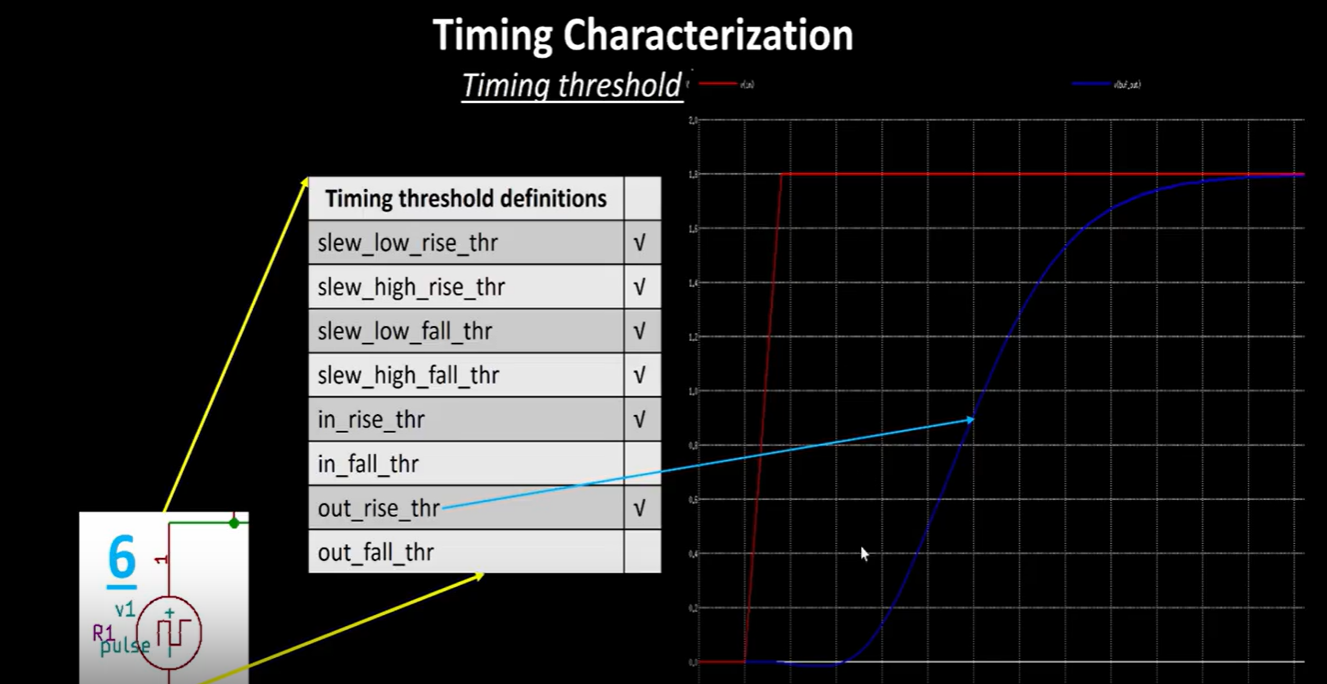 Timing Characterization
Timing threshold
v(in)
v(buf_out)
Timing threshold definitions
slew_low_rise_thr √
slew_high_rise_thr √
slew_low_fall_thr √
slew_high_fall_thr √
in_rise_thr √
in_fall_thr
out_rise_thr √
out_fall_thr
2.0
1.8
1.6
1.4
1.2
1.0
0.8
0.6
0.4
0.2
0.0
6
1
v1
+
R1
pulse